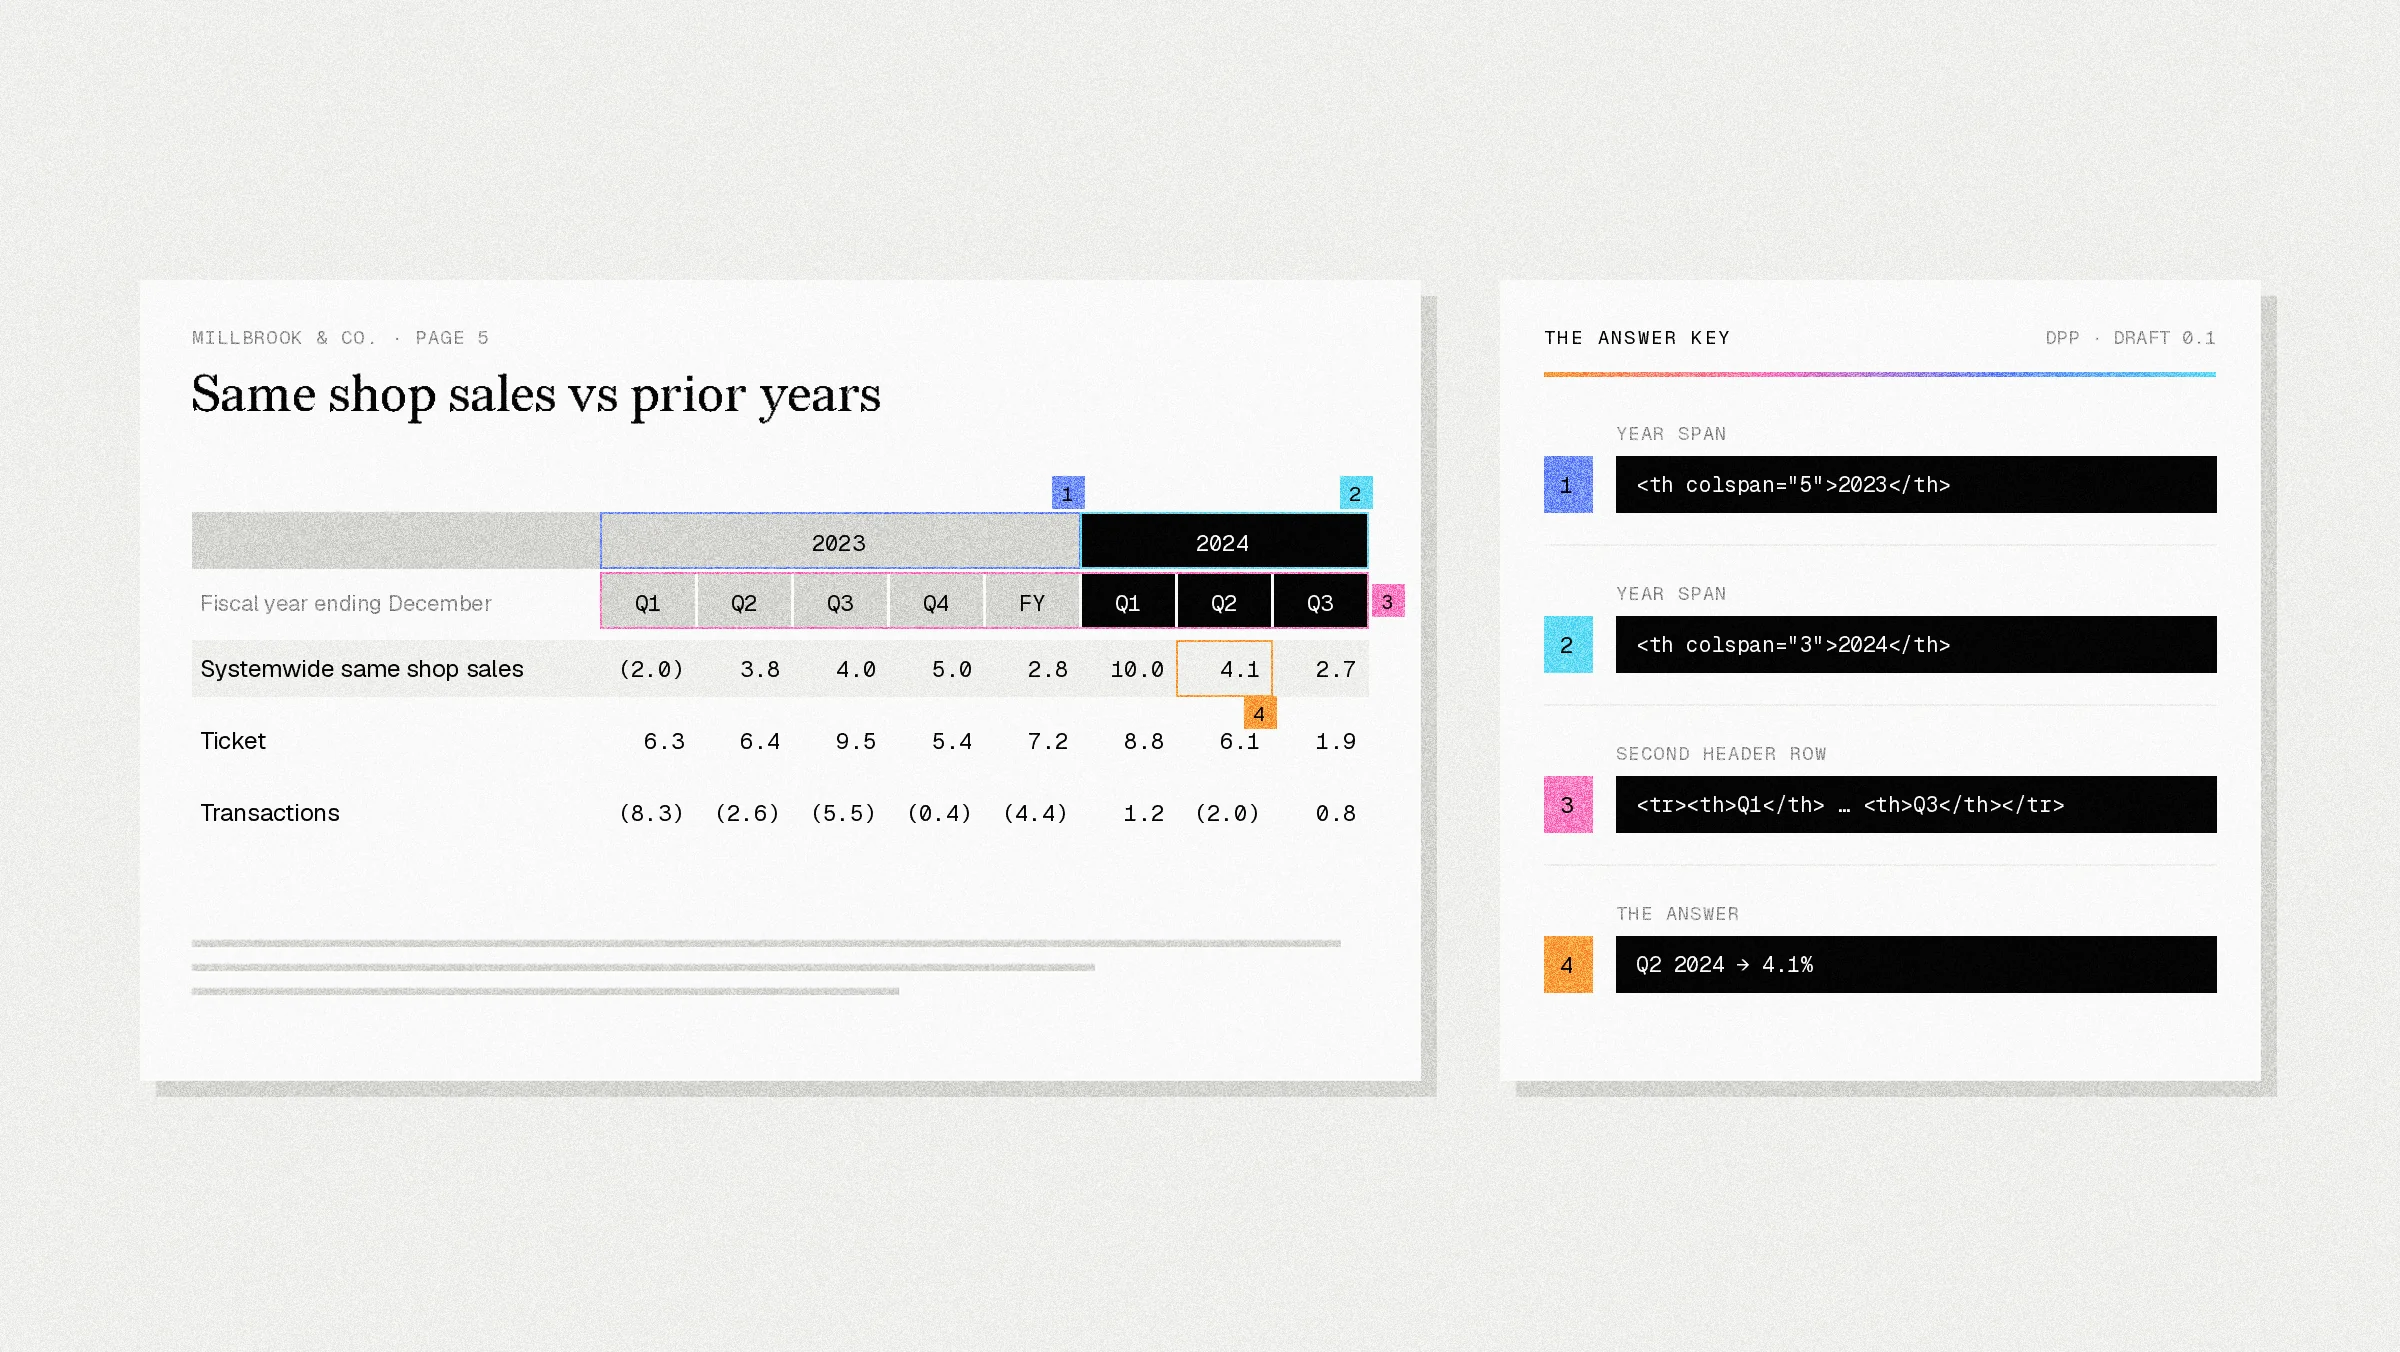 MILLBROOK & CO. · PAGE 5
Same shop sales vs prior years
1 2
2023 2024
Fiscal year ending December Q1 Q2 Q3 Q4 FY Q1 Q2 Q3 3
Systemwide same shop sales (2.0) 3.8 4.0 5.0 2.8 10.0 4.1 2.7
4
Ticket 6.3 6.4 9.5 5.4 7.2 8.8 6.1 1.9
Transactions (8.3) (2.6) (5.5) (0.4) (4.4) 1.2 (2.0) 0.8
THE ANSWER KEY DPP · DRAFT 0.1
YEAR SPAN
1 <th colspan="5">2023</th>
YEAR SPAN
2 <th colspan="3">2024</th>
SECOND HEADER ROW
3 <tr><th>Q1</th> … <th>Q3</th></tr>
THE ANSWER
4 Q2 2024 → 4.1%